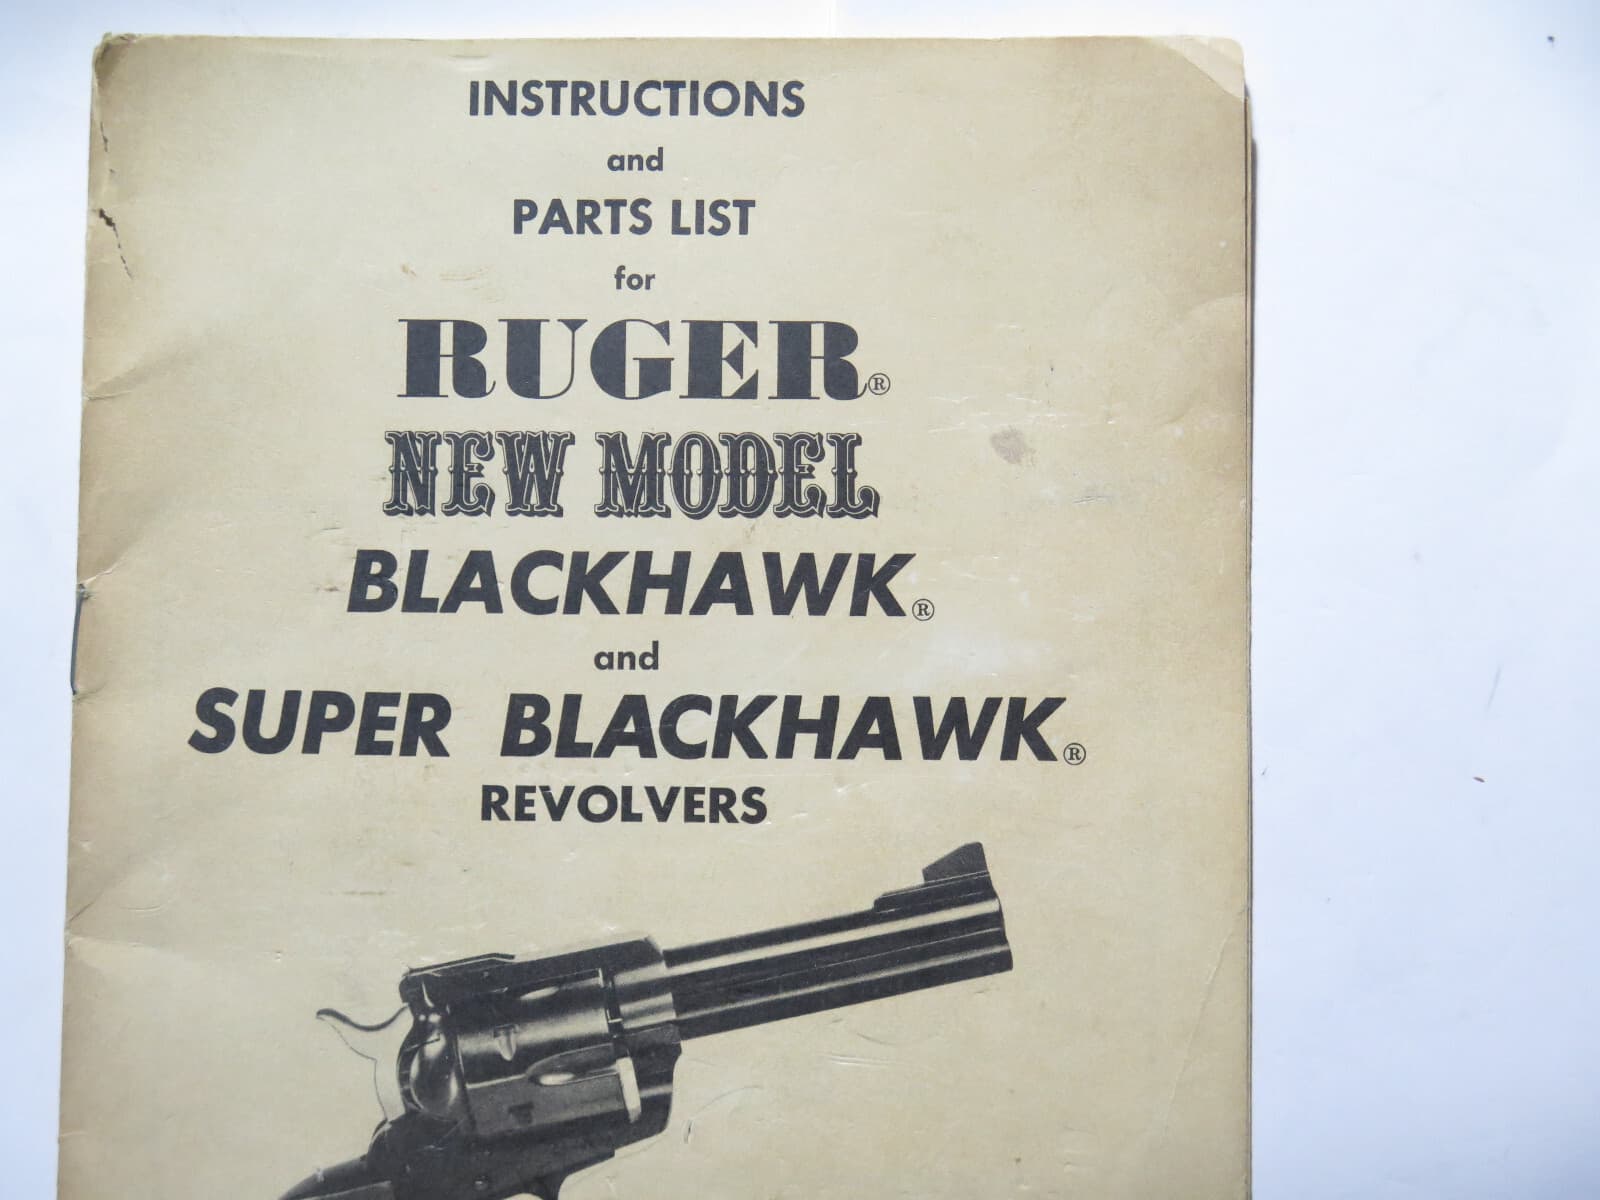 INSTRUCTIONS
and
PARTS LIST
for
RUGER®
NEW MODEL
BLACKHAWK®
and
SUPER BLACKHAWK®
REVOLVERS